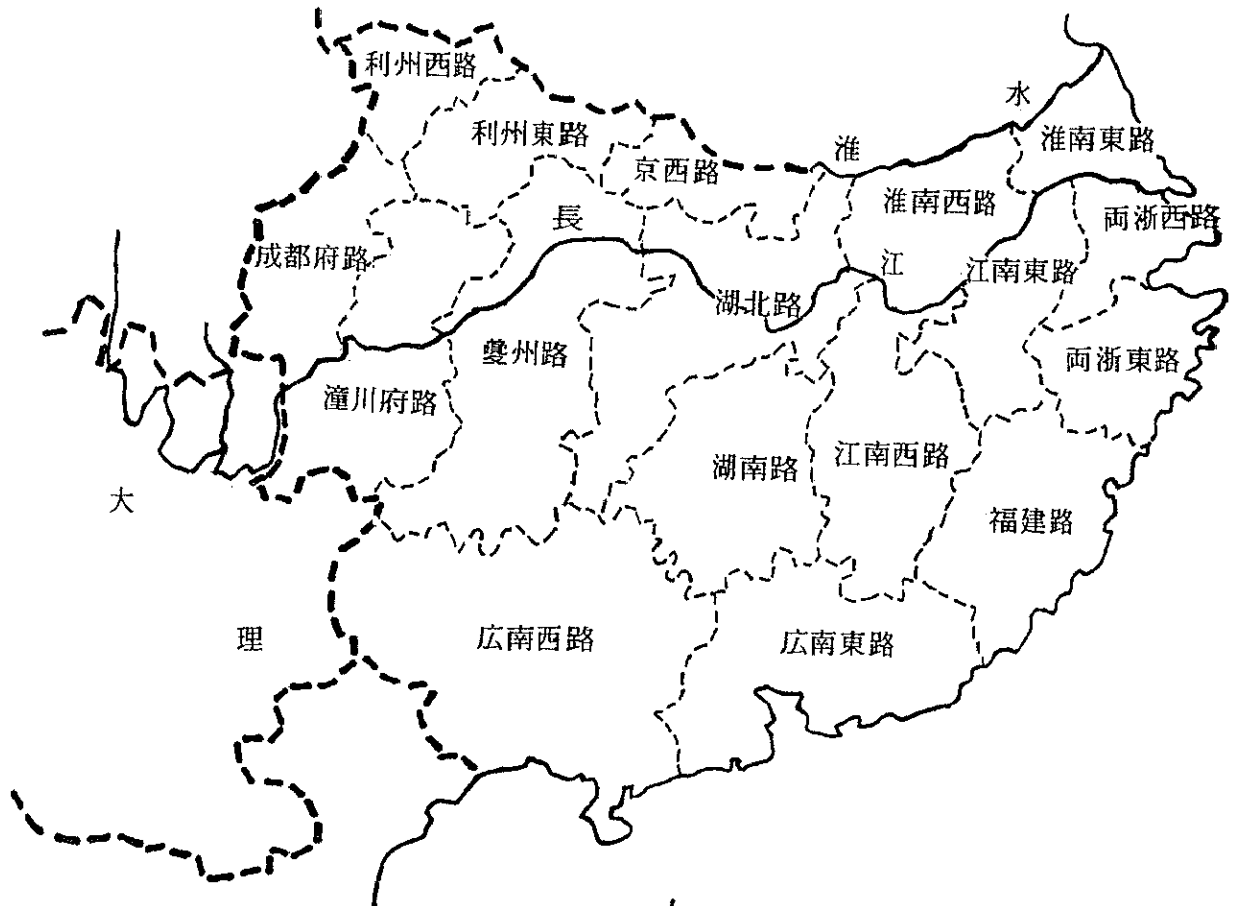 利州西路
利州東路
京西路
淮
水
淮南東路
淮南西路
両浙西路
成都府路
長
江
江南東路
湖北路
夔州路
両浙東路
潼川府路
湖南路
江南西路
福建路
大
理
広南西路
広南東路